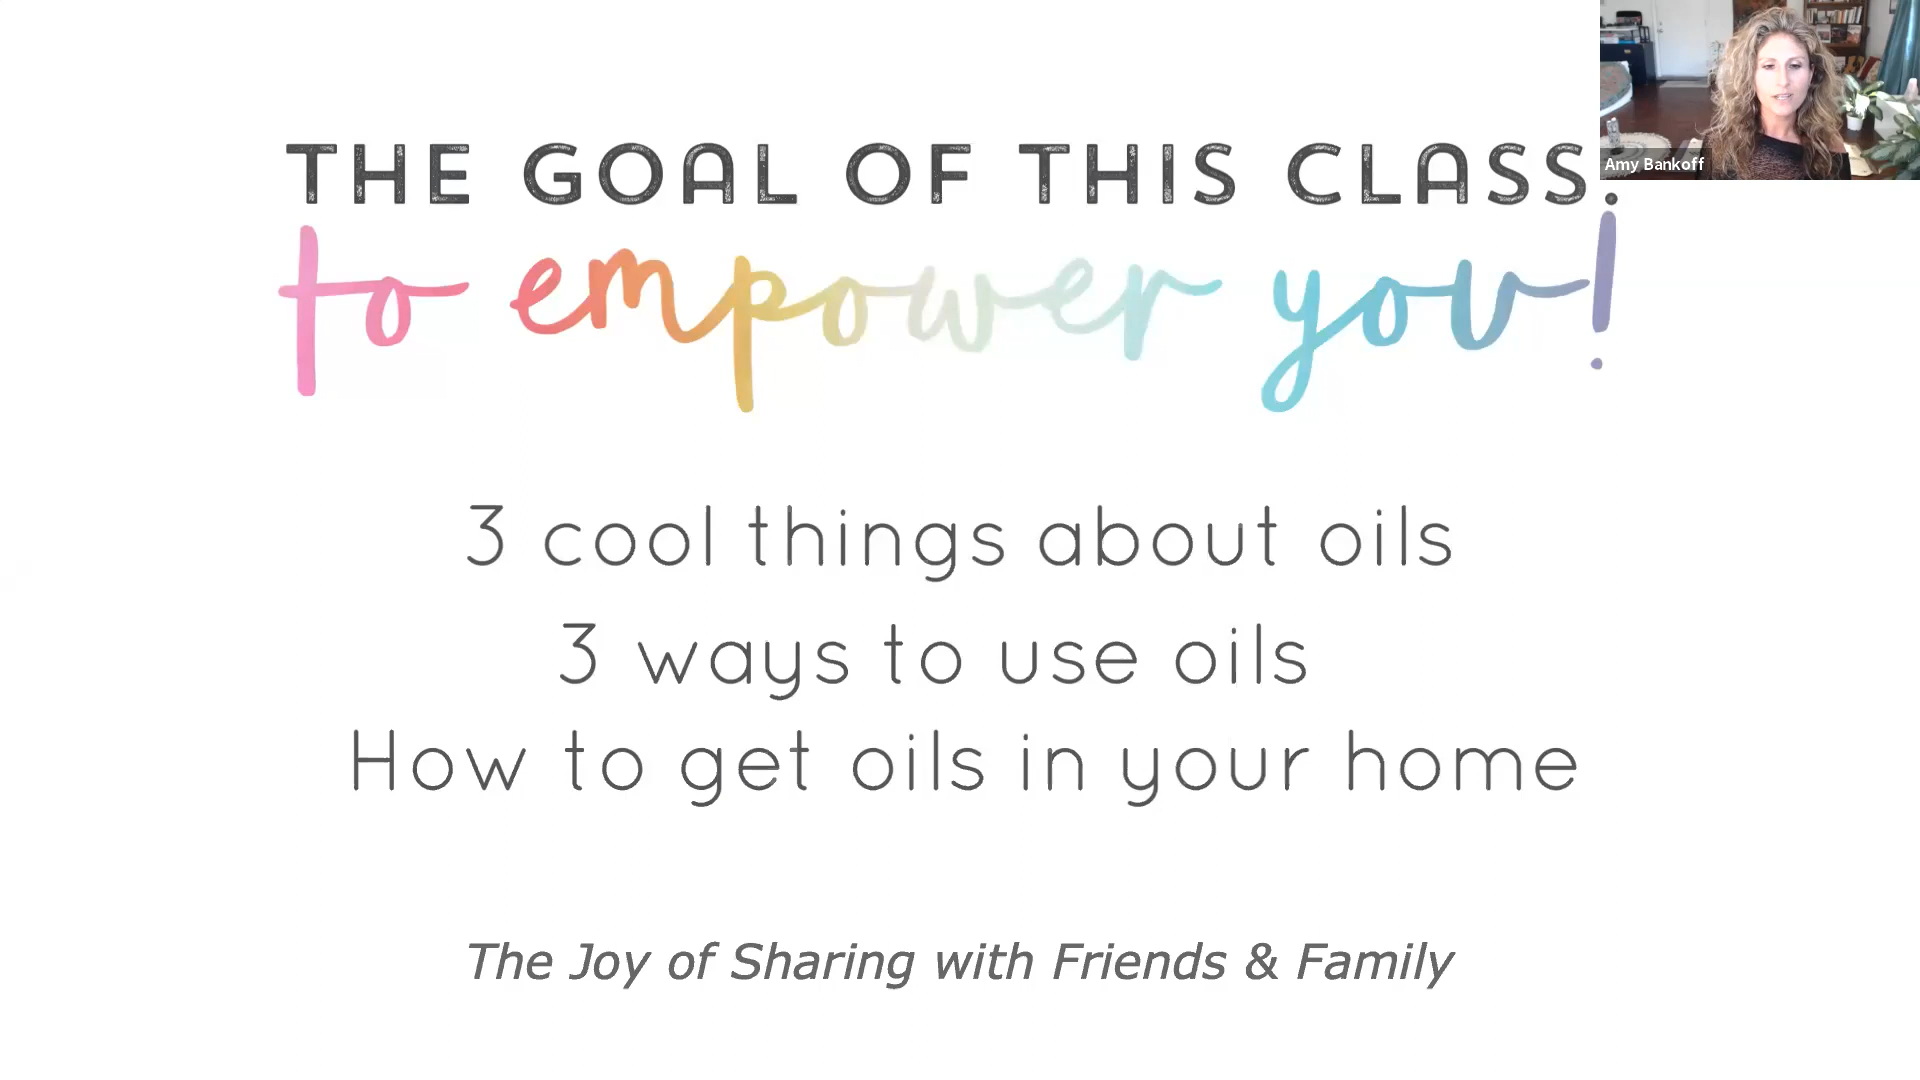 THE GOAL OF THIS CLASS:
to empower you!
3 cool things about oils
3 ways to use oils
How to get oils in your home
The Joy of Sharing with Friends & Family
Amy Bankoff